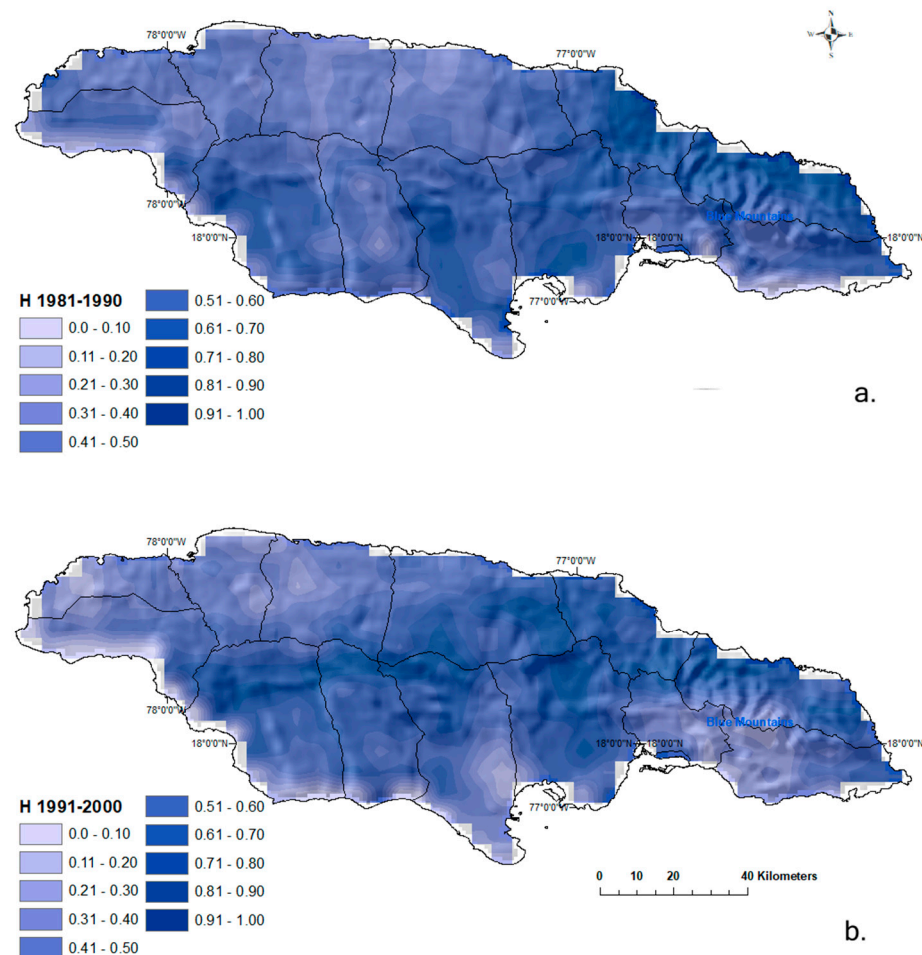 N
W E
S
78°0'0"W
77°0'0"W
Blue Mountains
78°0'0"W
18°0'0"N
18°0'0"N
18°0'0"N
18°0'0"N
77°0'0"W
H 1981-1990
0.0 - 0.10
0.11 - 0.20
0.21 - 0.30
0.31 - 0.40
0.41 - 0.50
0.51 - 0.60
0.61 - 0.70
0.71 - 0.80
0.81 - 0.90
0.91 - 1.00
a.
78°0'0"W
77°0'0"W
78°0'0"W
Blue Mountains
18°0'0"N
18°0'0"N
18°0'0"N
18°0'0"N
77°0'0"W
H 1991-2000
0.0 - 0.10
0.11 - 0.20
0.21 - 0.30
0.31 - 0.40
0.41 - 0.50
0.51 - 0.60
0.61 - 0.70
0.71 - 0.80
0.81 - 0.90
0.91 - 1.00
0 10 20 40 Kilometers
b.